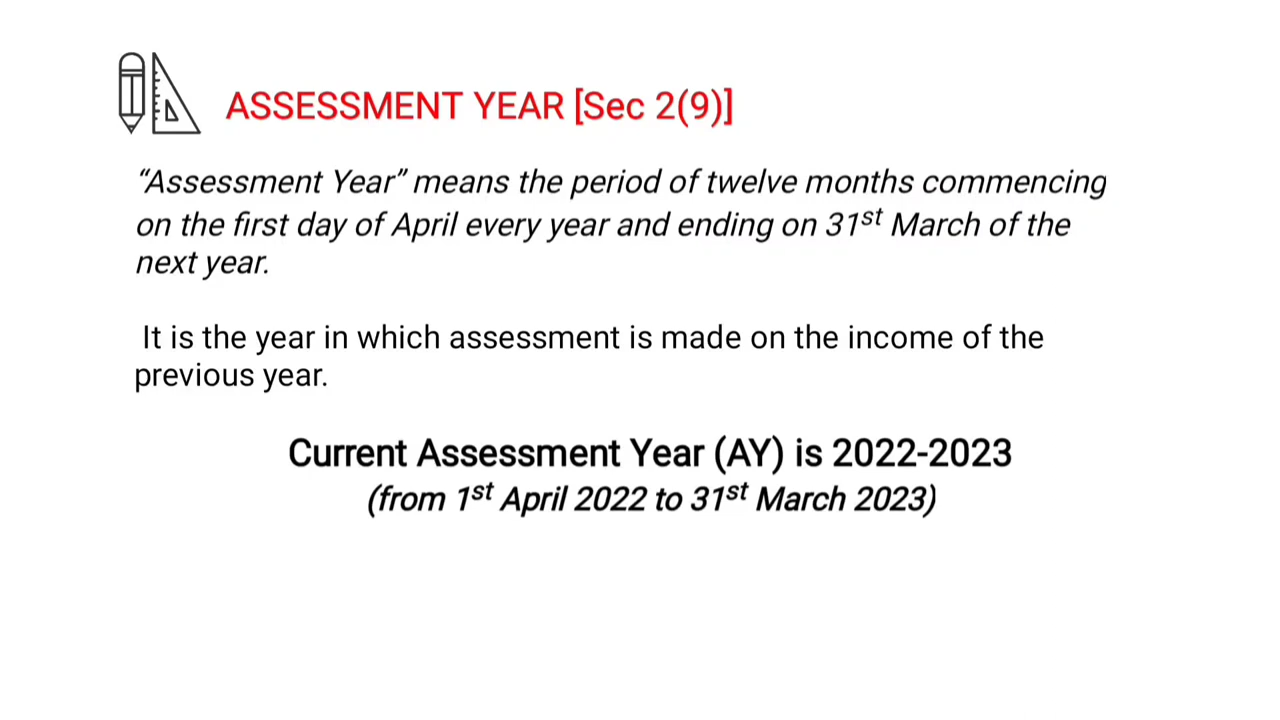 ASSESSMENT YEAR [Sec 2(9)]
“Assessment Year” means the period of twelve months commencing
on the first day of April every year and ending on 31st March of the
next year.
It is the year in which assessment is made on the income of the
previous year.
Current Assessment Year (AY) is 2022-2023
(from 1st April 2022 to 31st March 2023)